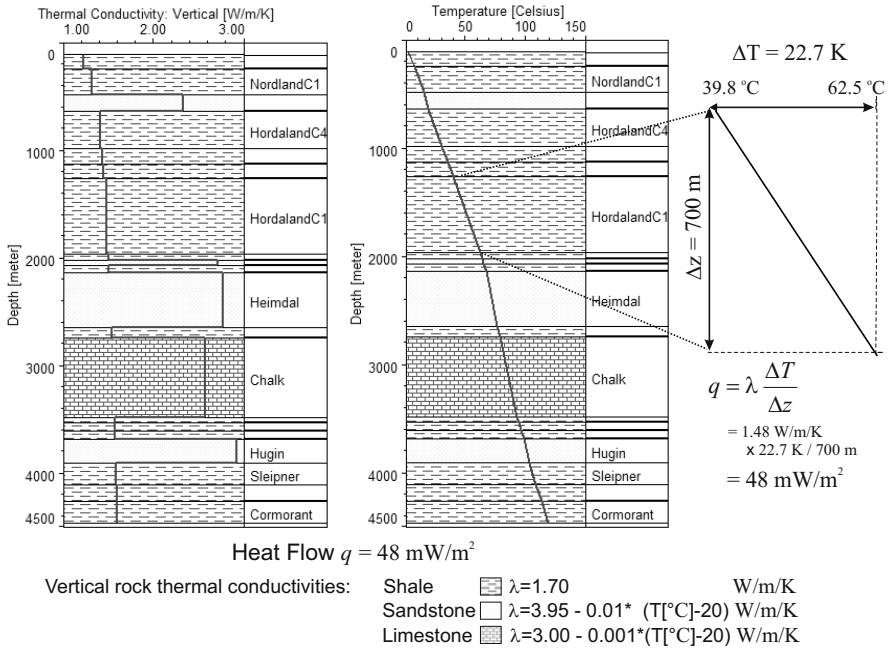 Thermal Conductivity: Vertical [W/m/K]
1.00 2.00 3.00
Depth [meter]
0
1000
2000
3000
4000
4500
NordlandC1
HordalandC4
HordalandC1
Heimdal
Chalk
Hugin
Sleipner
Cormorant
Temperature [Celsius]
0 50 100 150
Depth [meter]
0
1000
2000
3000
4000
4500
NordlandC1
HordalandC4
HordalandC1
Heimdal
Chalk
Hugin
Sleipner
Cormorant
ΔT = 22.7 K
39.8 °C 62.5 °C
Δz = 700 m
q = λ ΔT / Δz
= 1.48 W/m/K
x 22.7 K / 700 m
= 48 mW/m²
Heat Flow q = 48 mW/m²
Vertical rock thermal conductivities: Shale λ=1.70 W/m/K
Sandstone λ=3.95 - 0.01* (T[°C]-20) W/m/K
Limestone λ=3.00 - 0.001*(T[°C]-20) W/m/K